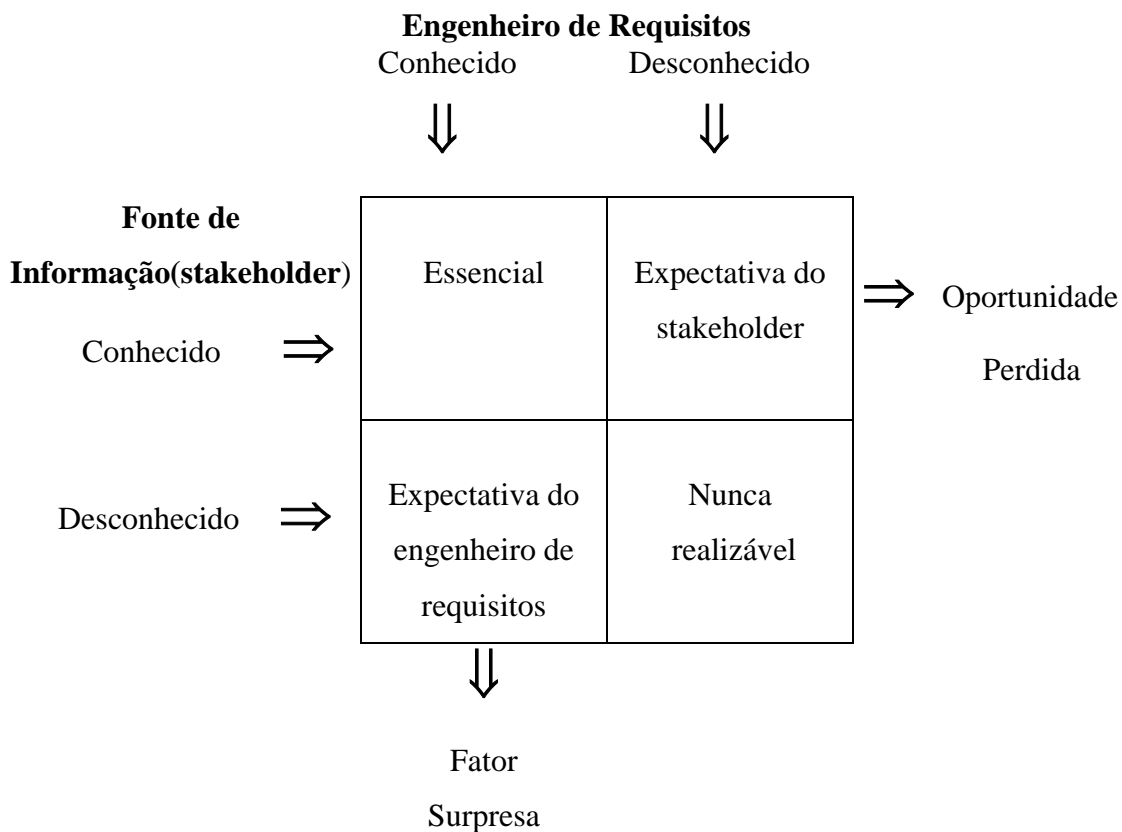 Engenheiro de Requisitos
Conhecido Desconhecido
Fonte de
Informação(stakeholder)
Conhecido
Essencial
Expectativa do
stakeholder
Oportunidade
Perdida
Desconhecido
Expectativa do
engenheiro de
requisitos
Nunca
realizável
Fator
Surpresa